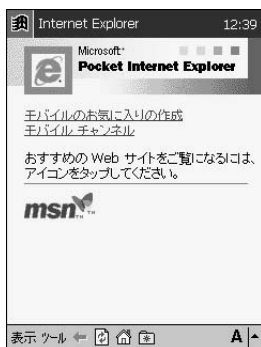 Internet Explorer 12:39
Microsoft
Pocket Internet Explorer
モバイルのお気に入りの作成
モバイル チャンネル
おすすめの Web サイトをご覧になるには、
アイコンをタップしてください。
msn
表示 ツール A